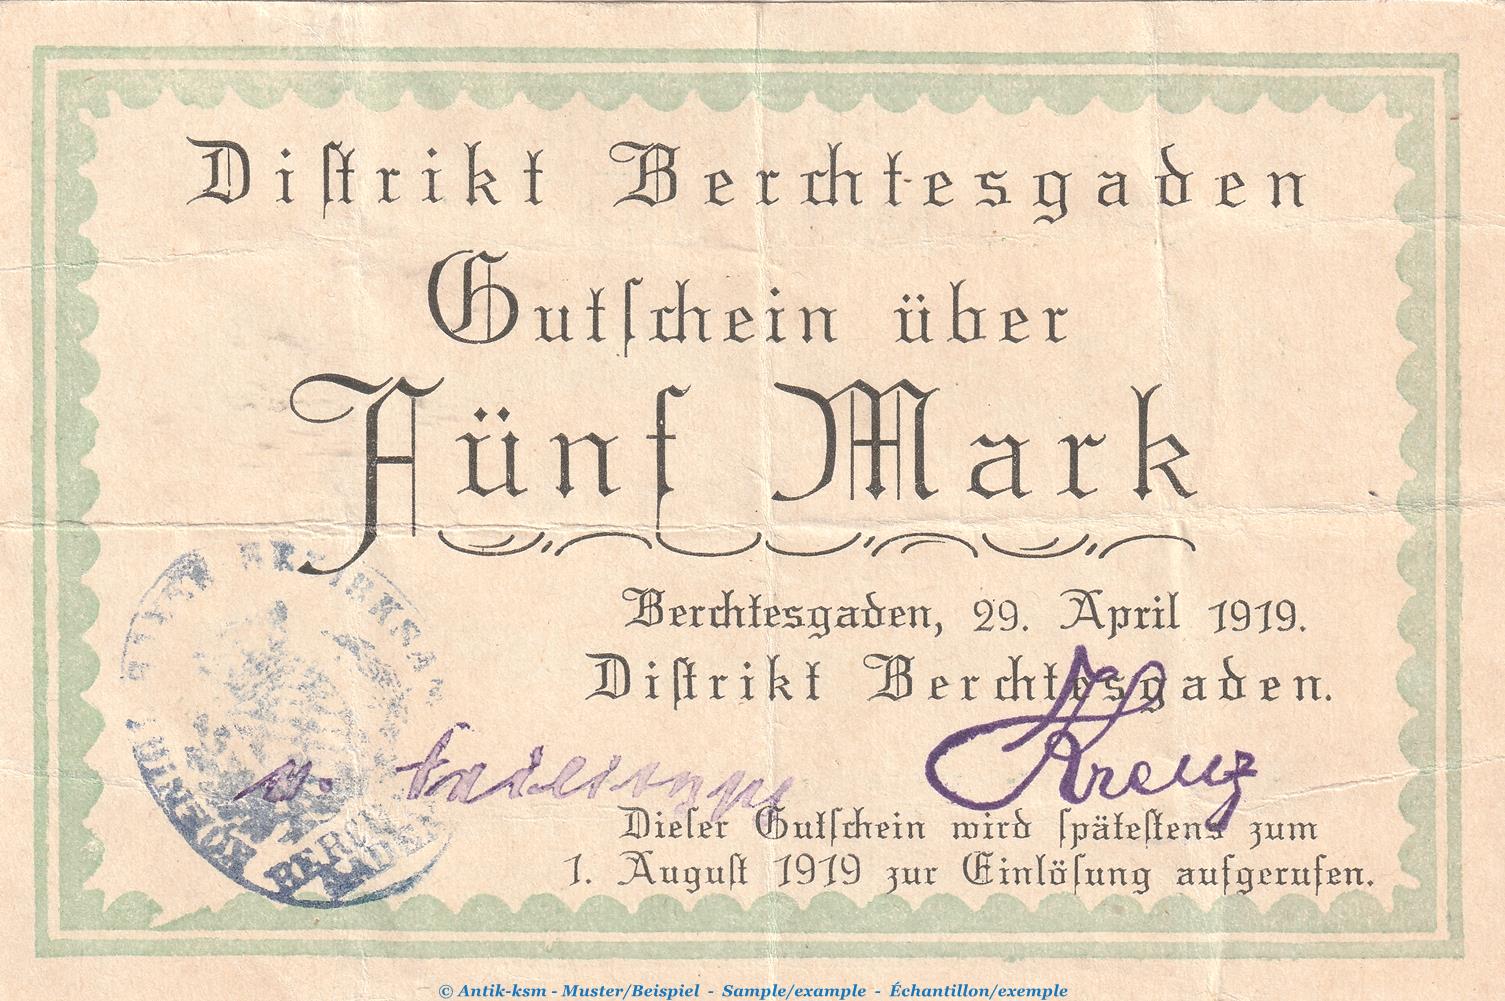 Distrikt Berchtesgaden
Gutschein über
Fünf Mark
Berchtesgaden, 29. April 1919.
Distrikt Berchtesgaden.
Kreuz
Dieser Gutschein wird spätestens zum
1. August 1919 zur Einlösung aufgerufen.
© Antik-ksm - Muster/Beispiel - Sample/example - Échantillon/exemple